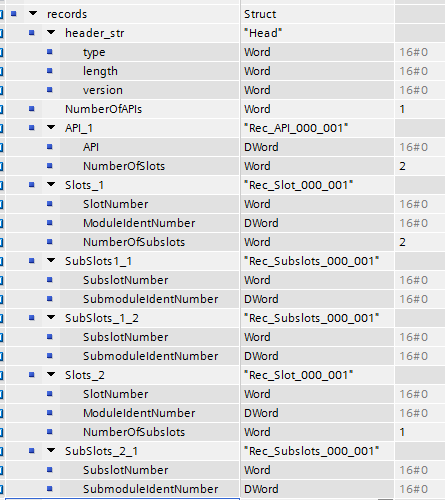 records Struct
header_str "Head"
type Word 16#0
length Word 16#0
version Word 16#0
NumberOfAPIs Word 1
API_1 "Rec_API_000_001"
API DWord 16#0
NumberOfSlots Word 2
Slots_1 "Rec_Slot_000_001"
SlotNumber Word 16#0
ModuleIdentNumber DWord 16#0
NumberOfSubslots Word 2
SubSlots1_1 "Rec_Subslots_000_001"
SubslotNumber Word 16#0
SubmoduleIdentNumber DWord 16#0
SubSlots_1_2 "Rec_Subslots_000_001"
SubslotNumber Word 16#0
SubmoduleIdentNumber DWord 16#0
Slots_2 "Rec_Slot_000_001"
SlotNumber Word 16#0
ModuleIdentNumber DWord 16#0
NumberOfSubslots Word 1
SubSlots_2_1 "Rec_Subslots_000_001"
SubslotNumber Word 16#0
SubmoduleIdentNumber DWord 16#0